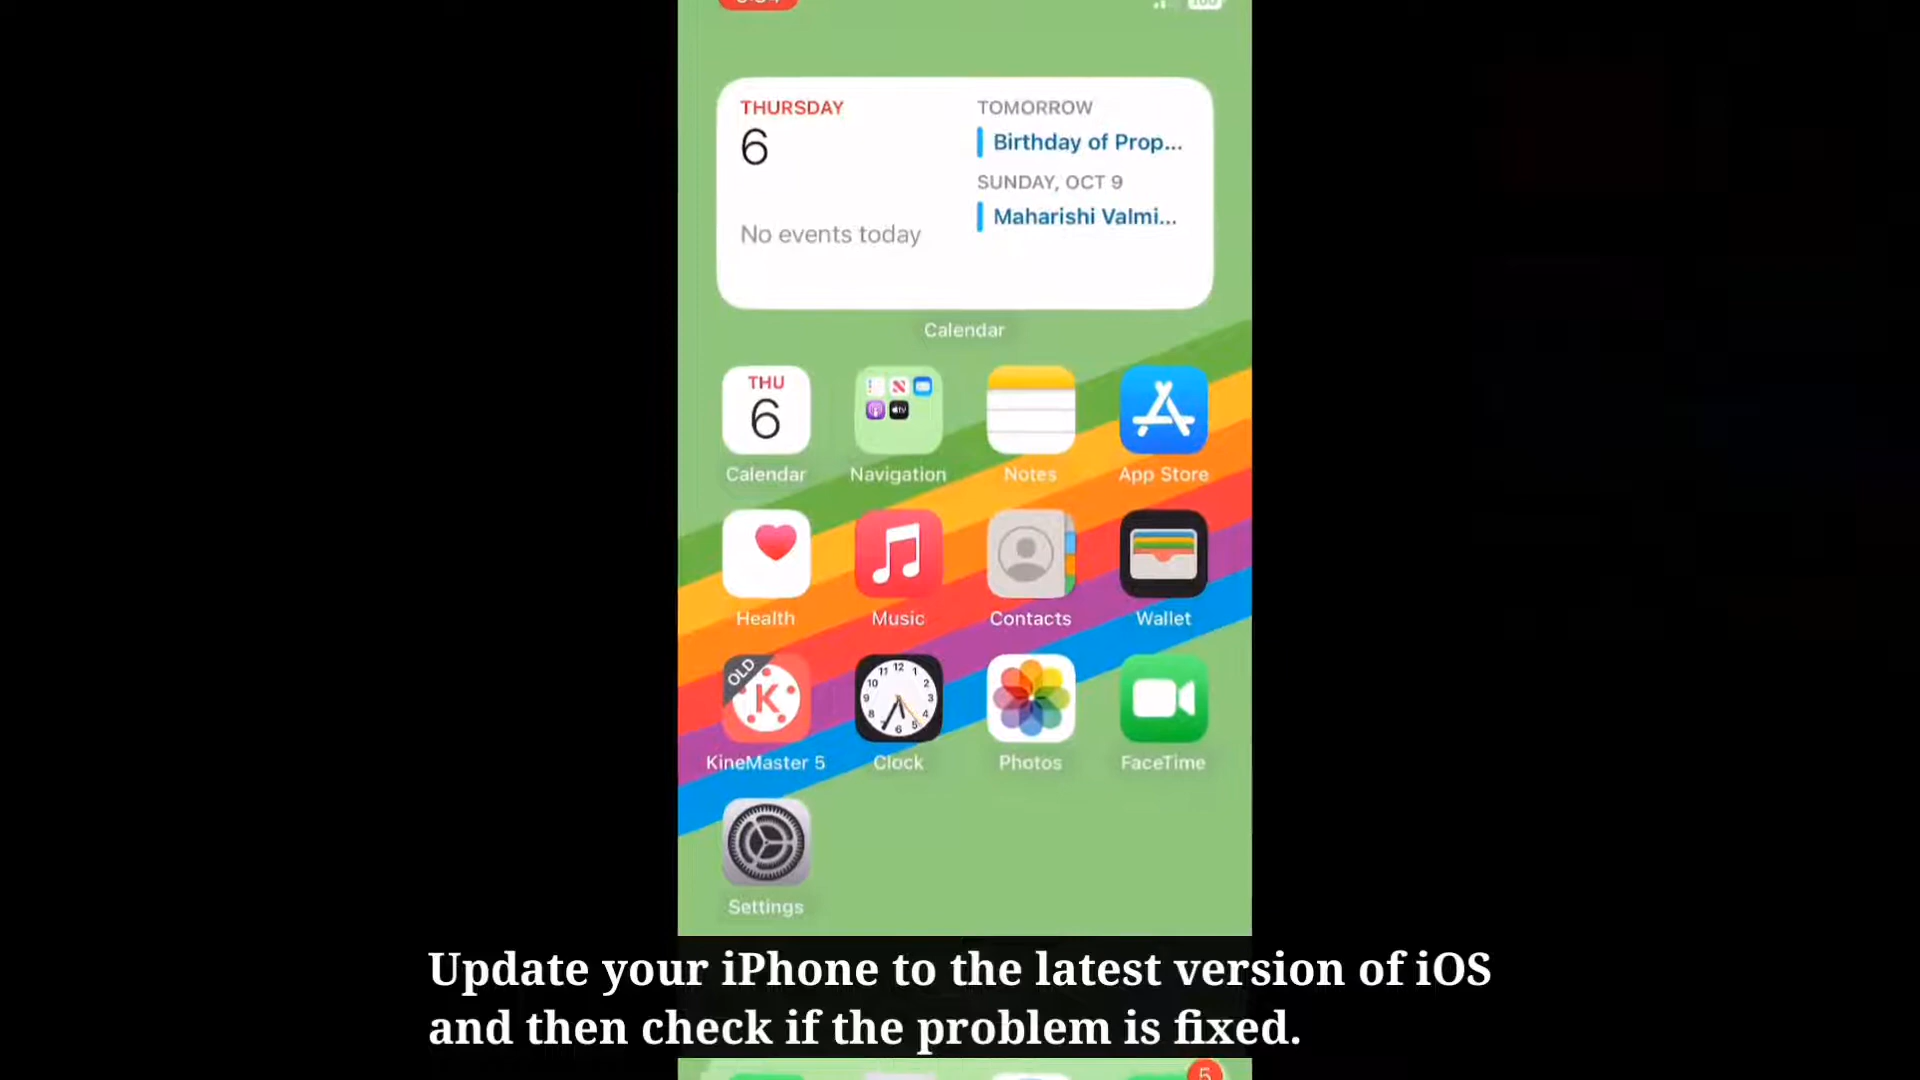 THURSDAY
6
No events today
TOMORROW
Birthday of Prop...
SUNDAY, OCT 9
Maharishi Valmi...
Calendar
THU
6
Calendar
Navigation
Notes
App Store
Health
Music
Contacts
Wallet
OLD
K
KineMaster 5
Clock
Photos
FaceTime
Settings
Update your iPhone to the latest version of iOS
and then check if the problem is fixed.
5